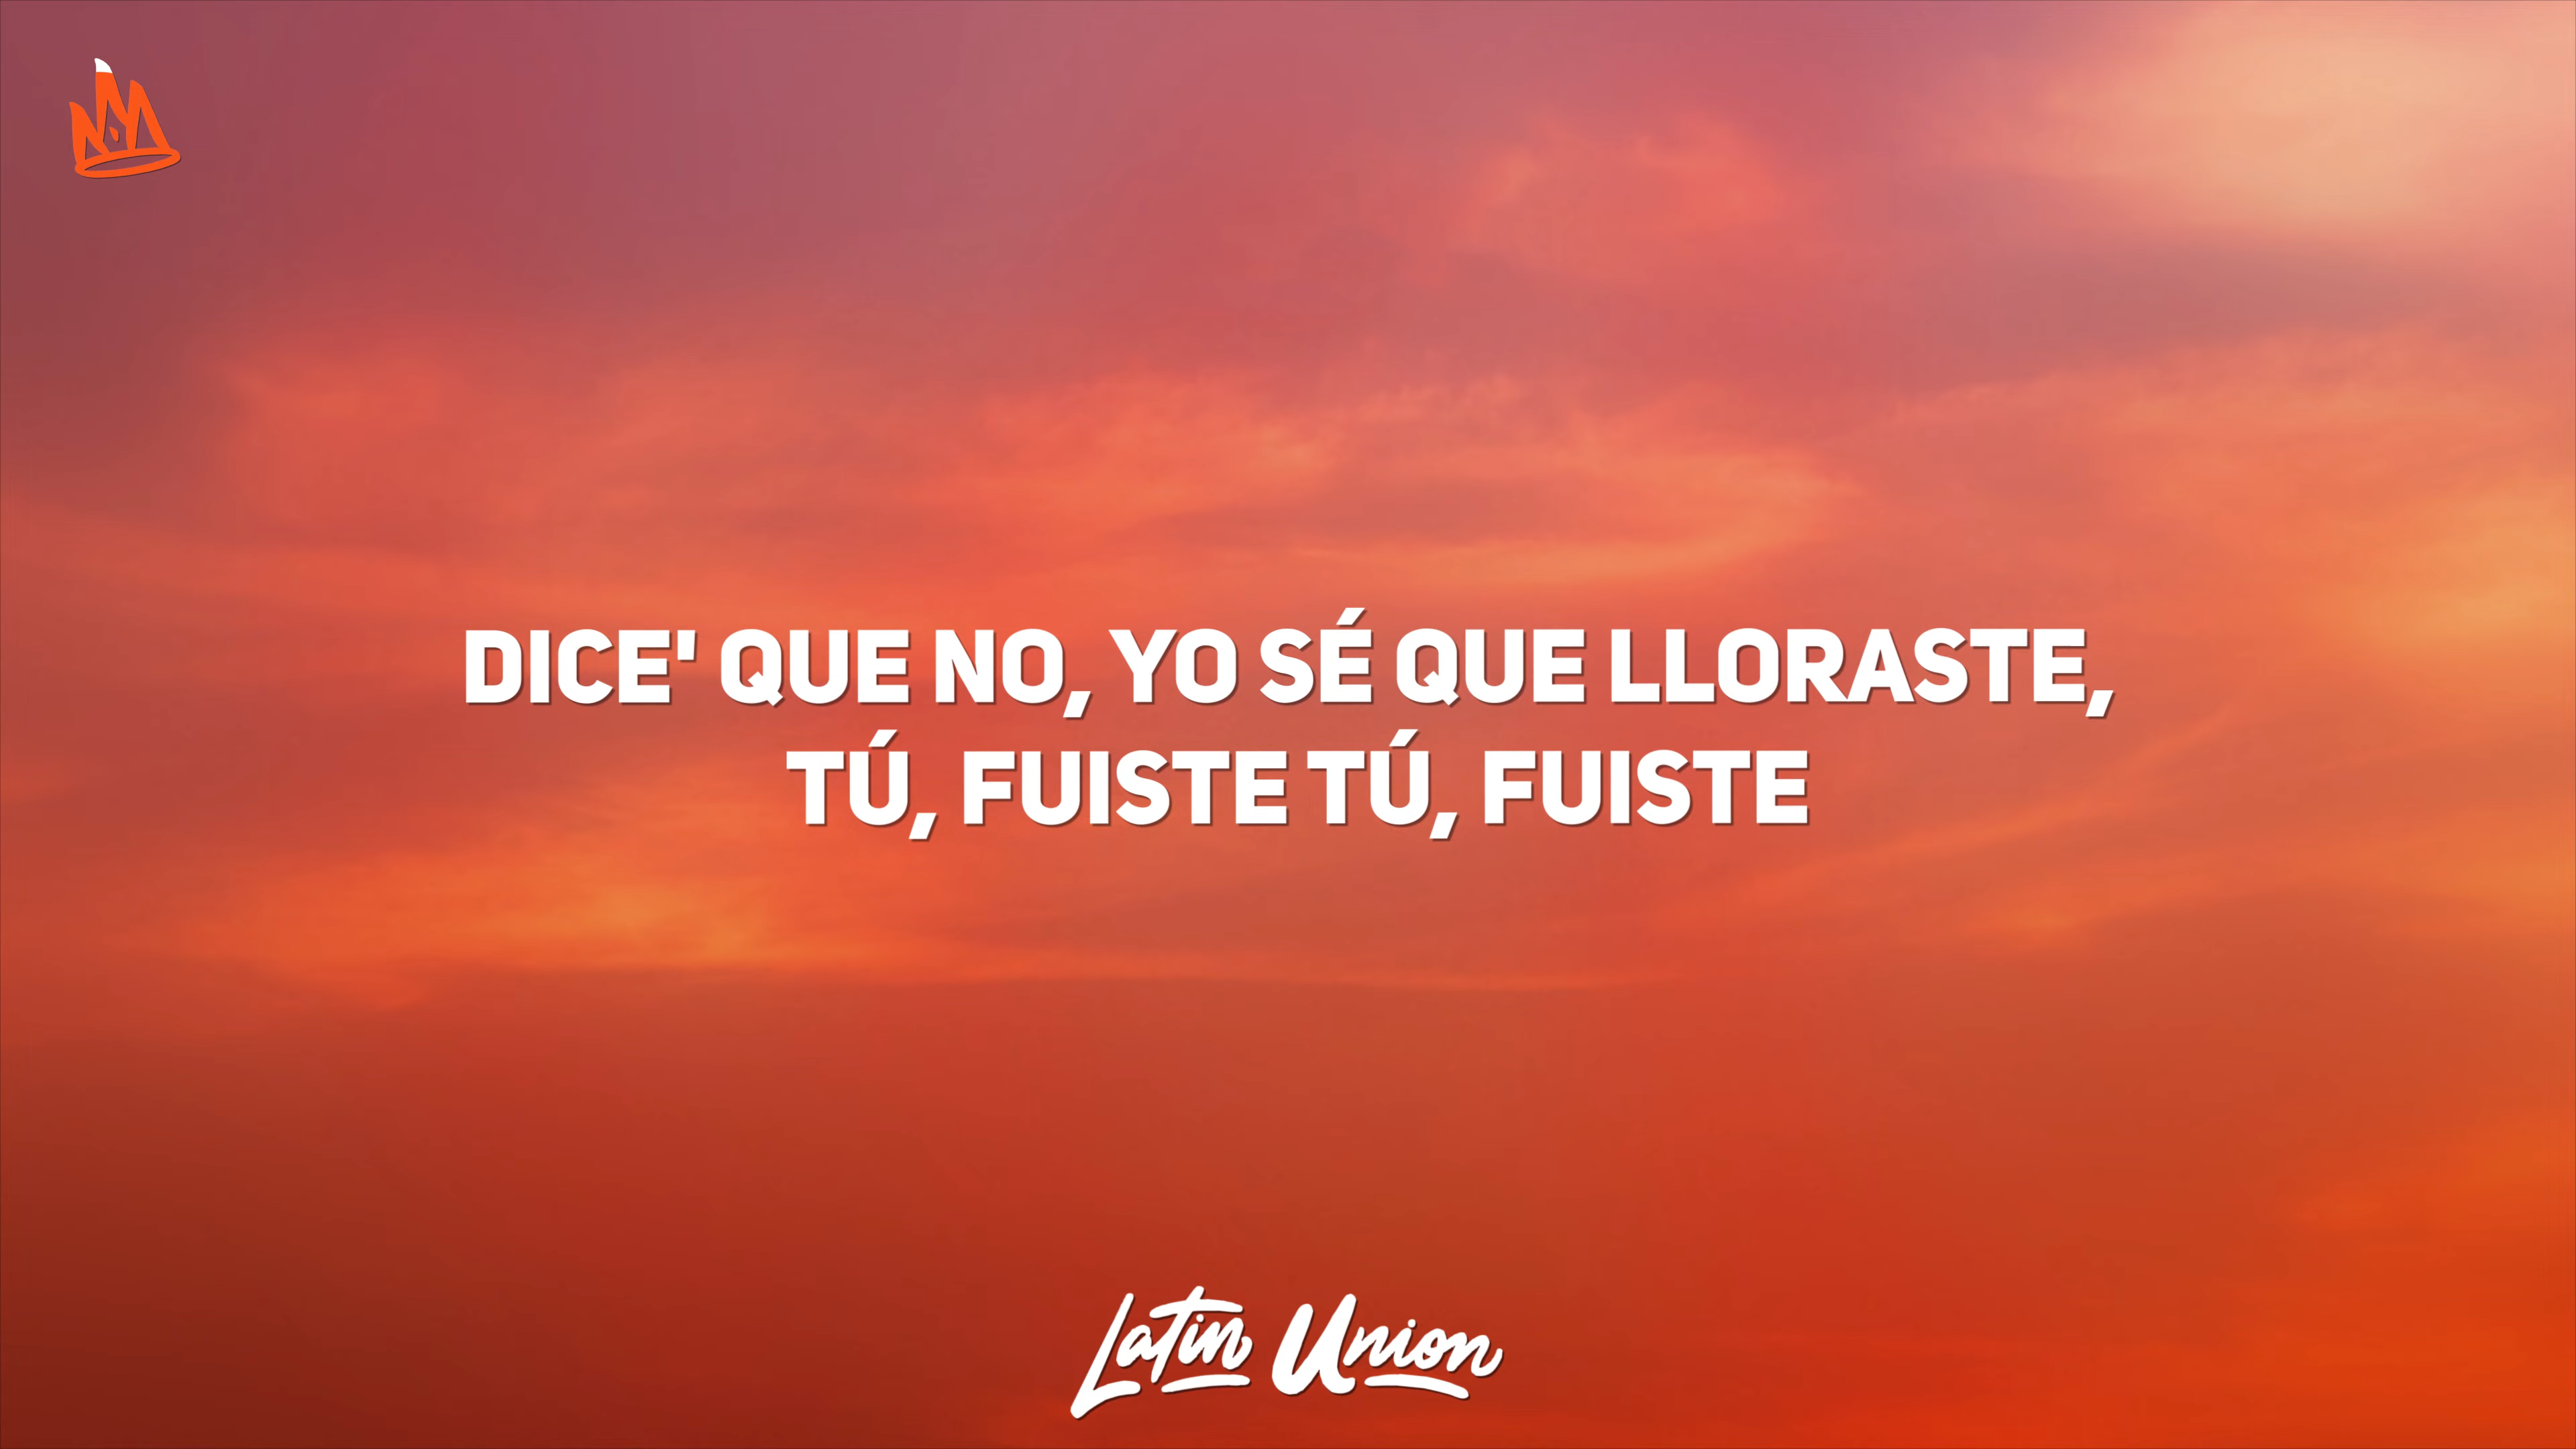 DICE' QUE NO, YO SÉ QUE LLORASTE,
TÚ, FUISTE TÚ, FUISTE
Latin Union